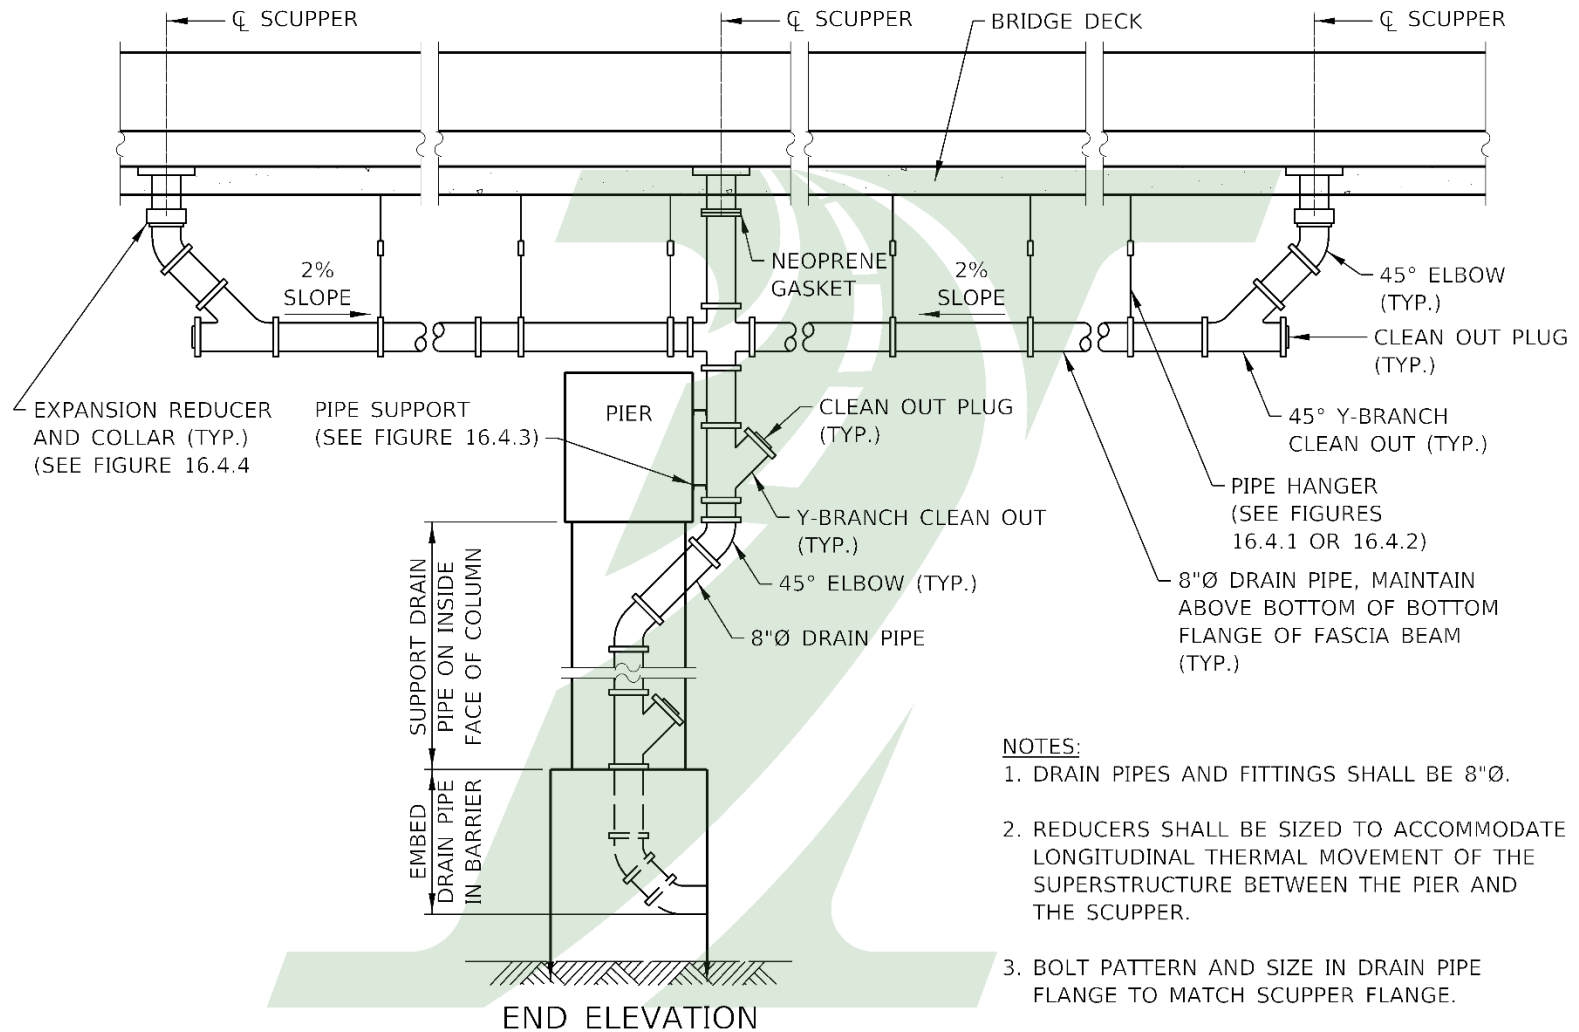 ℄ SCUPPER
℄ SCUPPER
BRIDGE DECK
℄ SCUPPER
2%
SLOPE
NEOPRENE
GASKET
2%
SLOPE
45° ELBOW
(TYP.)
CLEAN OUT PLUG
(TYP.)
EXPANSION REDUCER
AND COLLAR (TYP.)
(SEE FIGURE 16.4.4
PIPE SUPPORT
(SEE FIGURE 16.4.3)
PIER
CLEAN OUT PLUG
(TYP.)
45° Y-BRANCH
CLEAN OUT (TYP.)
PIPE HANGER
(SEE FIGURES
16.4.1 OR 16.4.2)
Y-BRANCH CLEAN OUT
(TYP.)
45° ELBOW (TYP.)
8"Ø DRAIN PIPE
8"Ø DRAIN PIPE, MAINTAIN
ABOVE BOTTOM OF BOTTOM
FLANGE OF FASCIA BEAM
(TYP.)
SUPPORT DRAIN
PIPE ON INSIDE
FACE OF COLUMN
EMBED
DRAIN PIPE
IN BARRIER
NOTES:
1. DRAIN PIPES AND FITTINGS SHALL BE 8"Ø.
2. REDUCERS SHALL BE SIZED TO ACCOMMODATE
LONGITUDINAL THERMAL MOVEMENT OF THE
SUPERSTRUCTURE BETWEEN THE PIER AND
THE SCUPPER.
3. BOLT PATTERN AND SIZE IN DRAIN PIPE
FLANGE TO MATCH SCUPPER FLANGE.
END ELEVATION